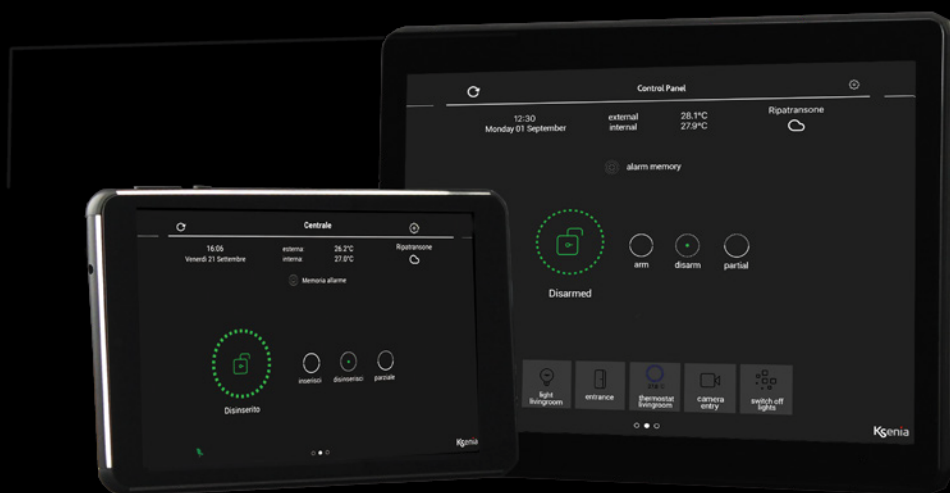 Control Panel
12:30
Monday 01 September
external 28.1°C
internal 27.9°C
Ripatransone
alarm memory
Disarmed
arm
disarm
partial
light
livingroom
entrance
thermostat
livingroom
camera
entry
switch off
lights
Ksenia
Centrale
16:06
Venerdì 21 Settembre
esterna 26.2°C
interna 27.0°C
Ripatransone
Memoria allarme
Disinserito
inserisci
disinserisci
parziale
Ksenia